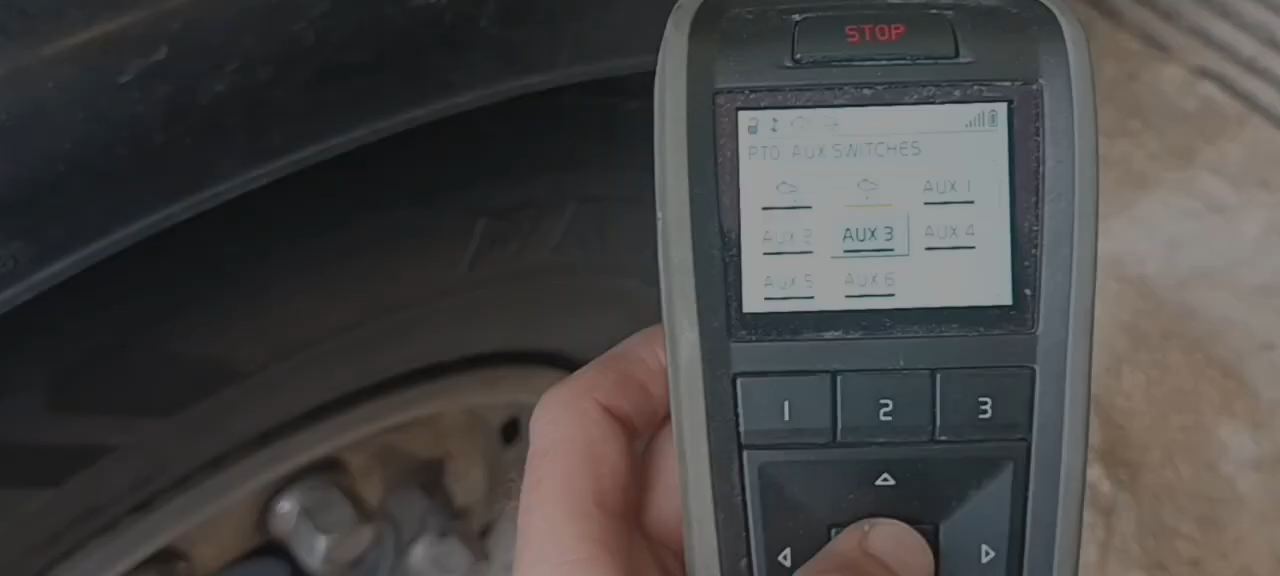 STOP
PTO AUX SWITCHES
AUX 1
AUX 2 AUX 3 AUX 4
AUX 5 AUX 6
1 2 3